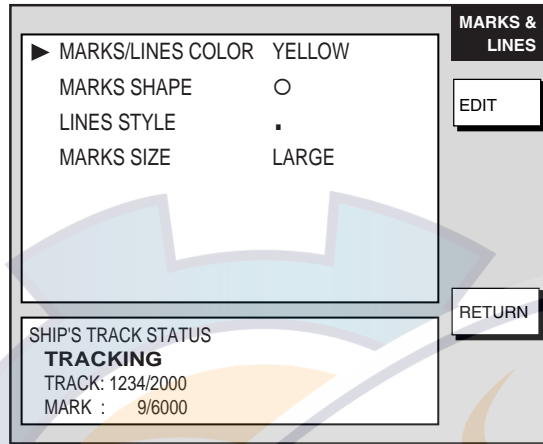 MARKS &
LINES
▶ MARKS/LINES COLOR YELLOW
MARKS SHAPE ○
LINES STYLE .
MARKS SIZE LARGE
EDIT
RETURN
SHIP'S TRACK STATUS
TRACKING
TRACK: 1234/2000
MARK : 9/6000